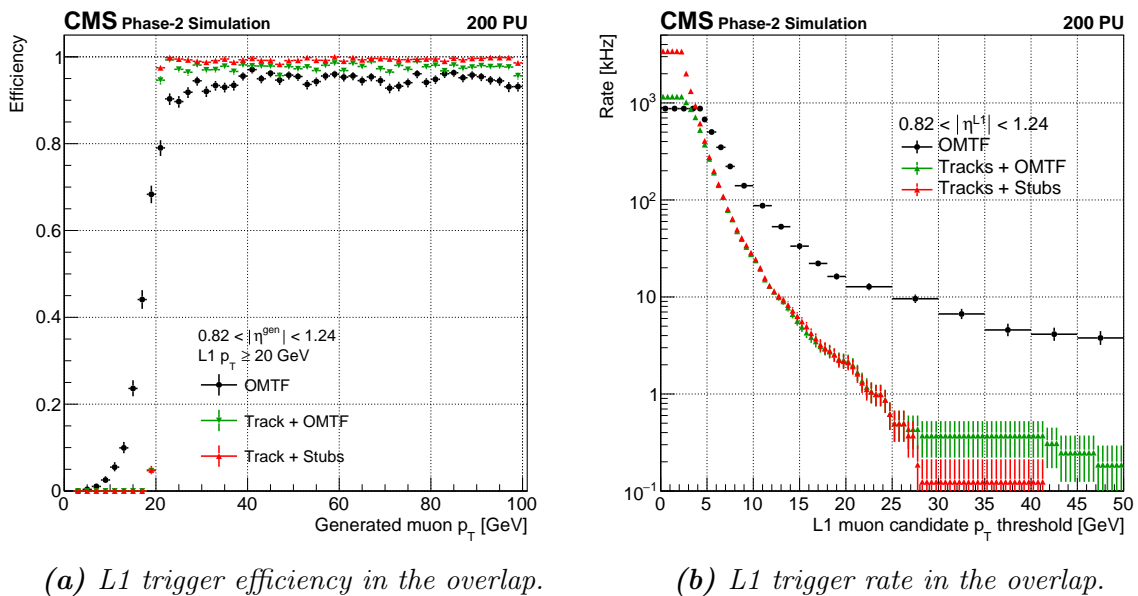 CMS Phase-2 Simulation 200 PU
Efficiency
1
0.8
0.6
0.4
0.2
0
0.82 < |η^gen| < 1.24
L1 p_T ≥ 20 GeV
OMTF
Track + OMTF
Track + Stubs
0 20 40 60 80 100
Generated muon p_T [GeV]
(a) L1 trigger efficiency in the overlap.
CMS Phase-2 Simulation 200 PU
Rate [kHz]
10^3
10^2
10
1
10^-1
0.82 < |η^L1| < 1.24
OMTF
Tracks + OMTF
Tracks + Stubs
0 5 10 15 20 25 30 35 40 45 50
L1 muon candidate p_T threshold [GeV]
(b) L1 trigger rate in the overlap.